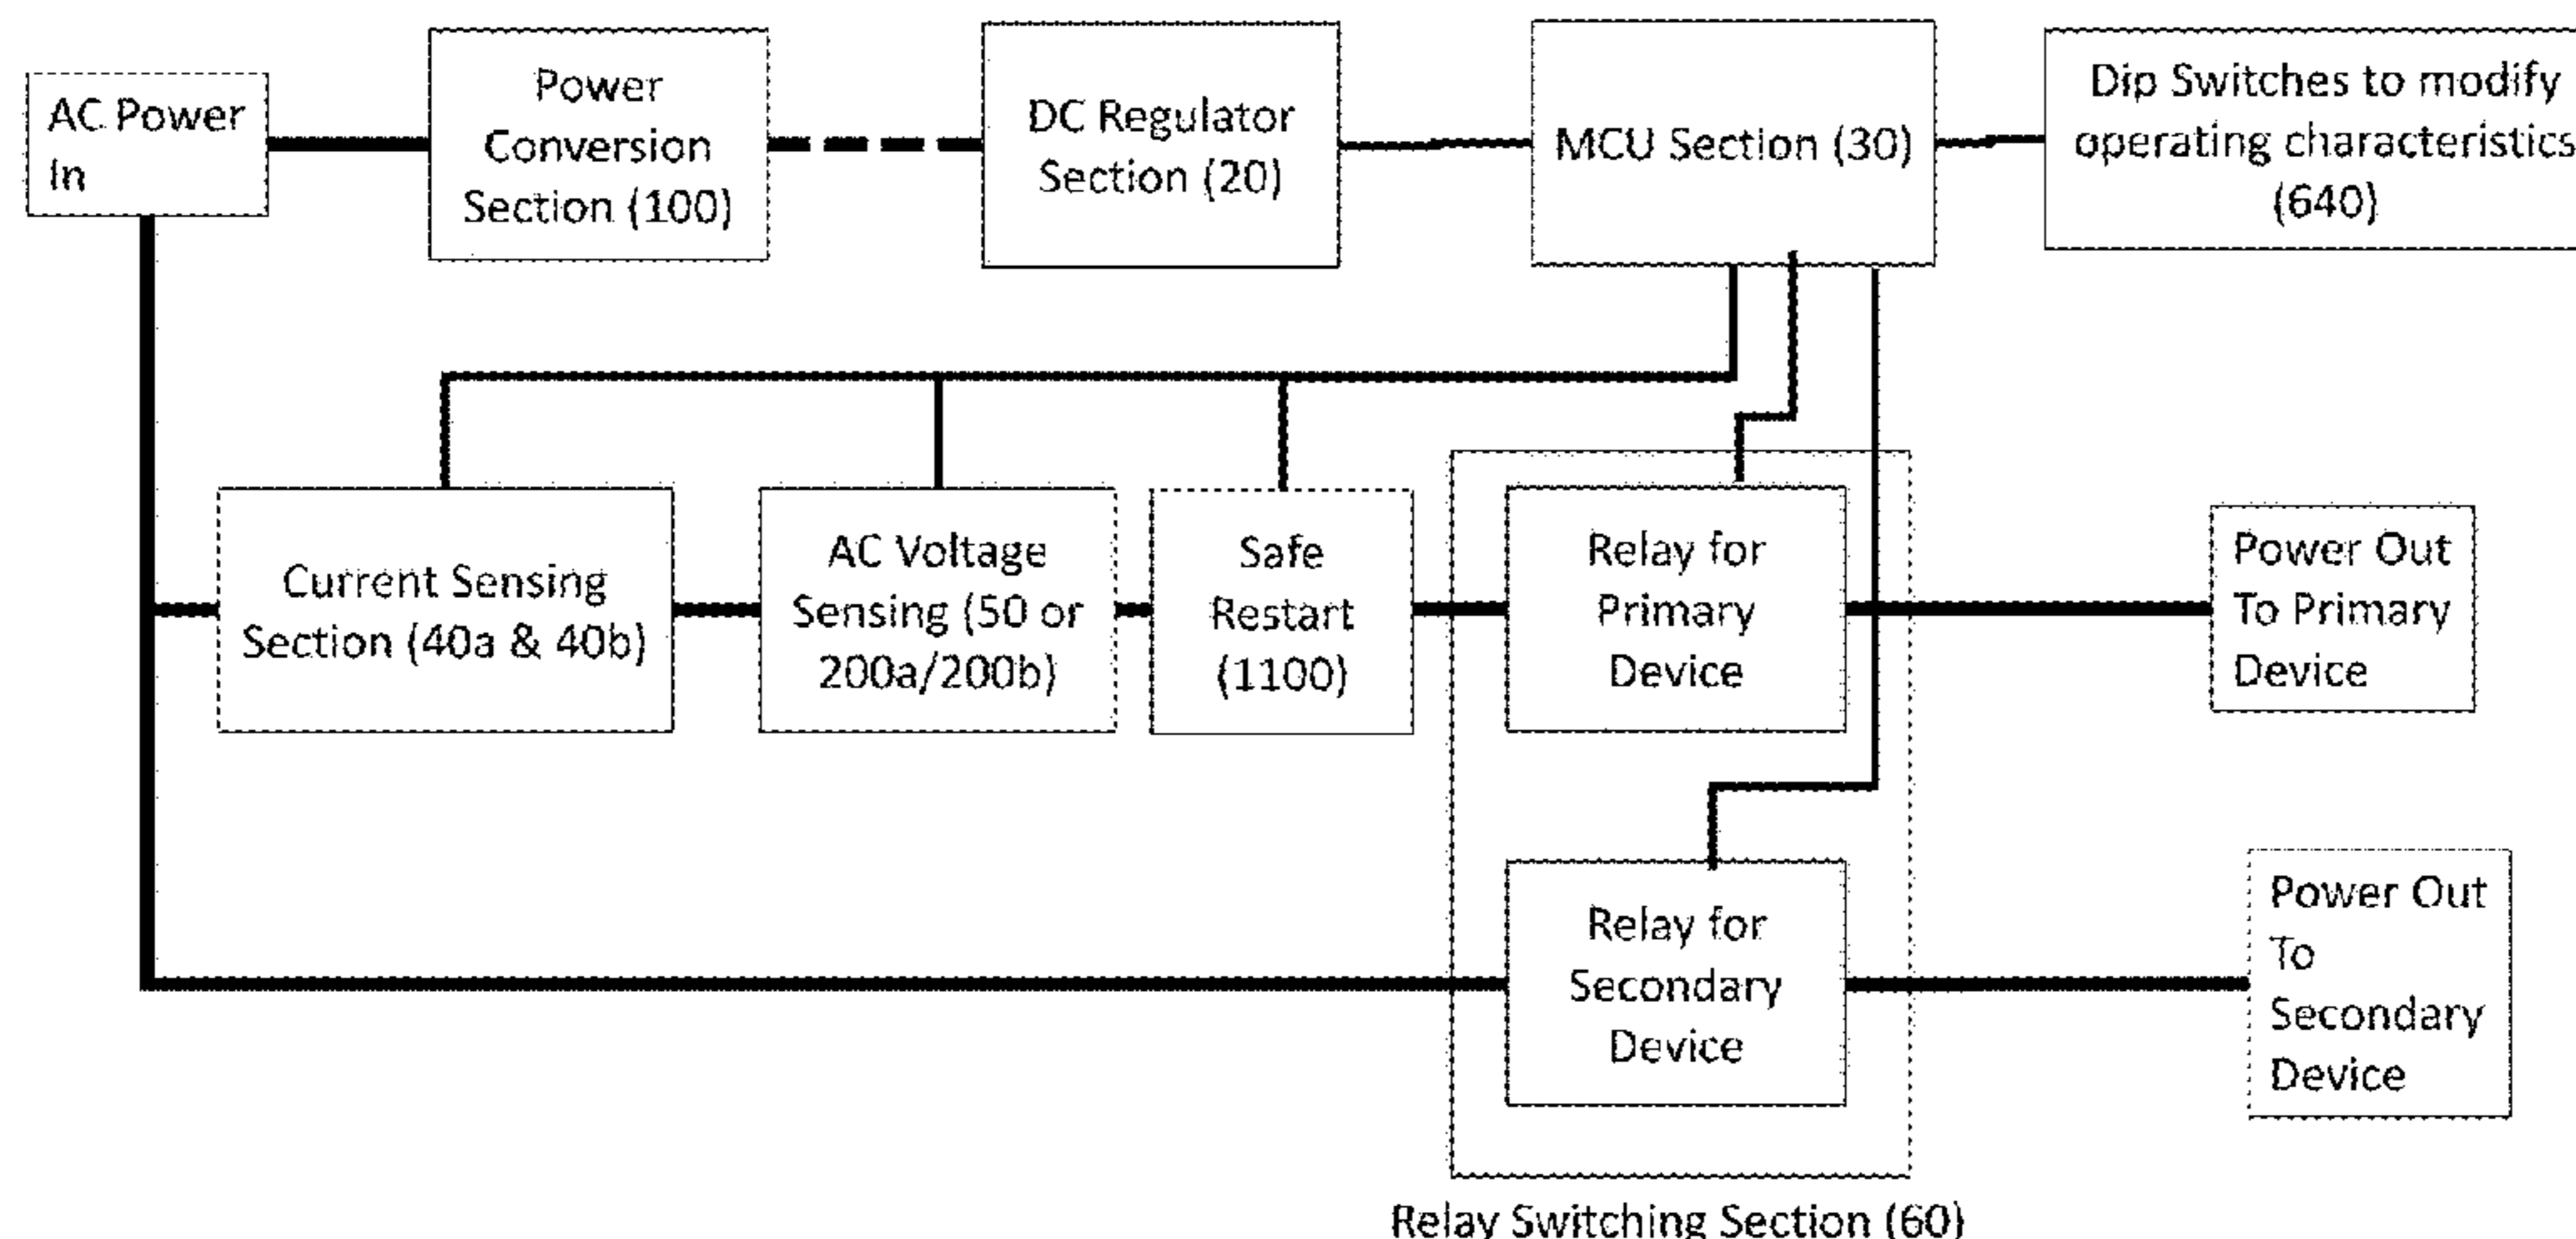 AC Power
In
Power
Conversion
Section (100)
DC Regulator
Section (20)
MCU Section (30)
Dip Switches to modify
operating characteristics
(640)
Current Sensing
Section (40a & 40b)
AC Voltage
Sensing (50 or
200a/200b)
Safe
Restart
(1100)
Relay for
Primary
Device
Power Out
To Primary
Device
Relay for
Secondary
Device
Power Out
To
Secondary
Device
Relay Switching Section (60)